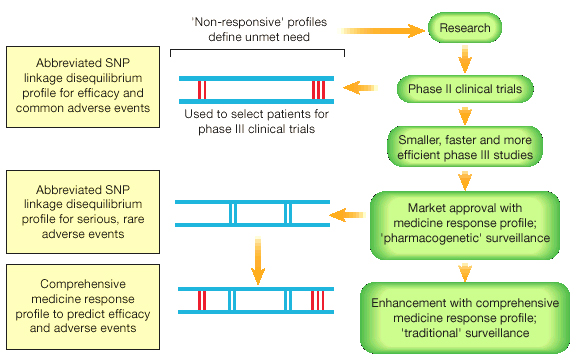 'Non-responsive' profiles
define unmet need
Research
Abbreviated SNP
linkage disequilibrium
profile for efficacy and
common adverse events
Used to select patients for
phase III clinical trials
Phase II clinical trials
Smaller, faster and more
efficient phase III studies
Abbreviated SNP
linkage disequilibrium
profile for serious, rare
adverse events
Market approval with
medicine response profile;
'pharmacogenetic' surveillance
Comprehensive
medicine response
profile to predict efficacy
and adverse events
Enhancement with comprehensive
medicine response profile;
'traditional' surveillance